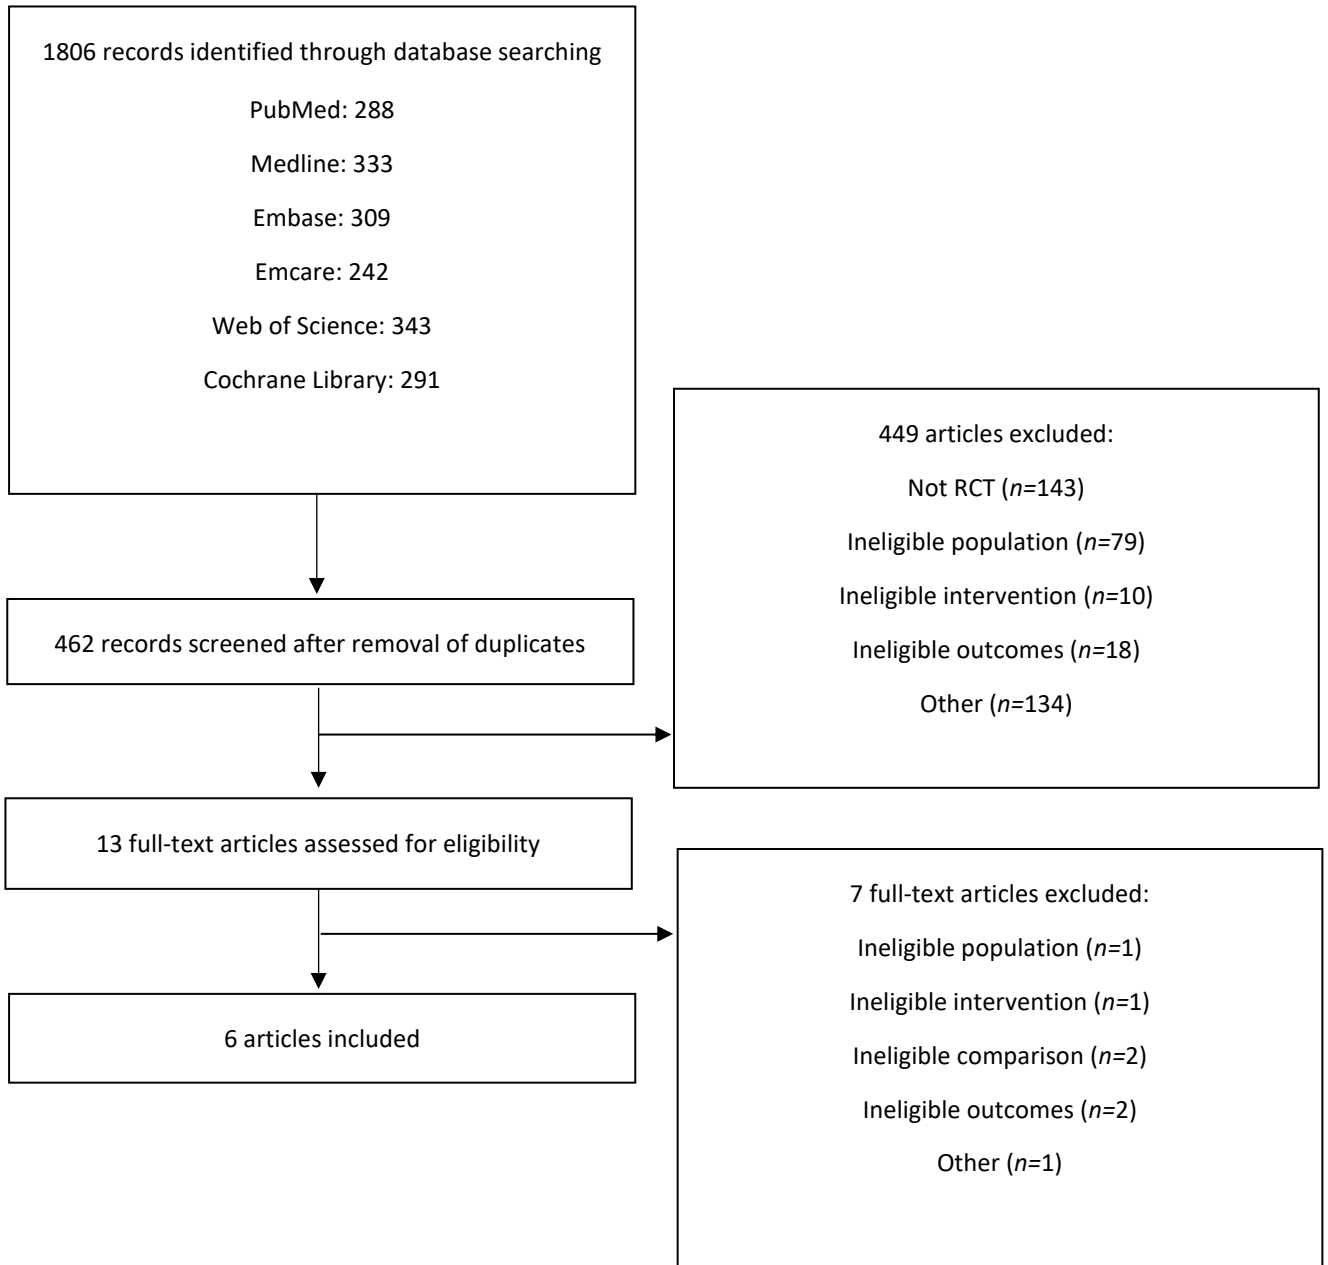 1806 records identified through database searching
PubMed: 288
Medline: 333
Embase: 309
Emcare: 242
Web of Science: 343
Cochrane Library: 291
449 articles excluded:
Not RCT (n=143)
Ineligible population (n=79)
Ineligible intervention (n=10)
Ineligible outcomes (n=18)
Other (n=134)
462 records screened after removal of duplicates
13 full-text articles assessed for eligibility
7 full-text articles excluded:
Ineligible population (n=1)
Ineligible intervention (n=1)
Ineligible comparison (n=2)
Ineligible outcomes (n=2)
Other (n=1)
6 articles included